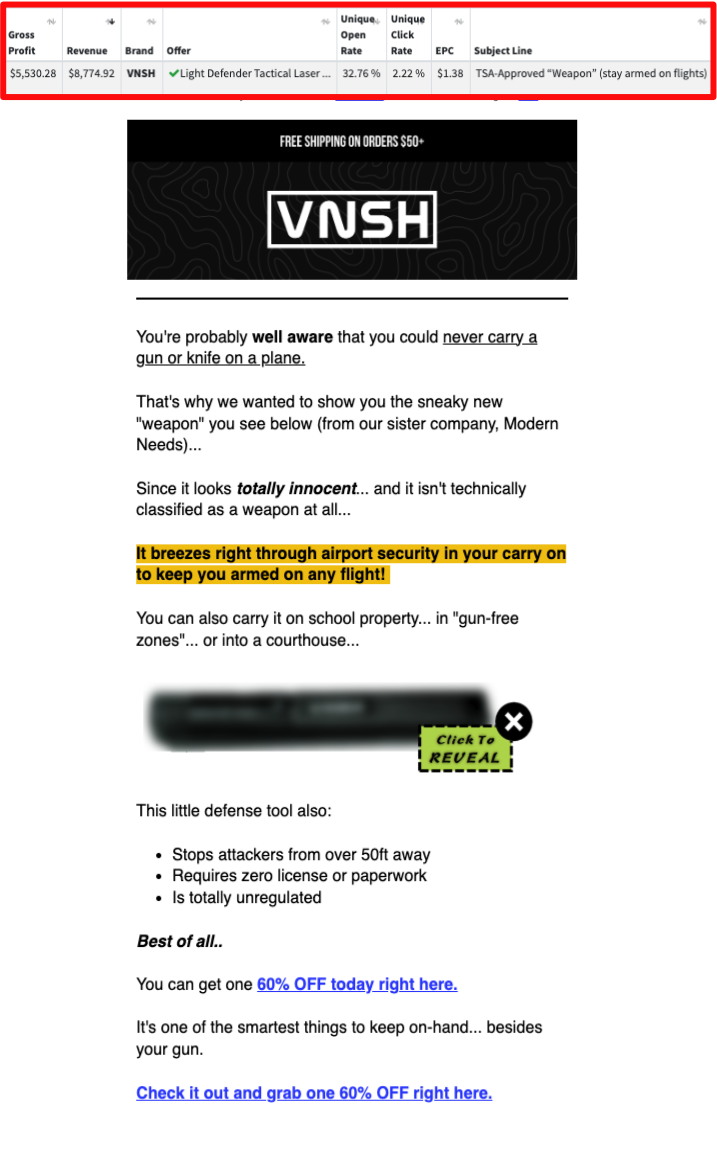 Gross Profit Revenue Brand Offer Unique Open Rate Unique Click Rate EPC Subject Line
$5,530.28 $8,774.92 VNSH ✔Light Defender Tactical Laser ... 32.76 % 2.22 % $1.38 TSA-Approved “Weapon” (stay armed on flights)
FREE SHIPPING ON ORDERS $50+
VNSH
You're probably well aware that you could never carry a
gun or knife on a plane.
That's why we wanted to show you the sneaky new
"weapon" you see below (from our sister company, Modern
Needs)...
Since it looks totally innocent... and it isn't technically
classified as a weapon at all...
It breezes right through airport security in your carry on
to keep you armed on any flight!
You can also carry it on school property... in "gun-free
zones"... or into a courthouse...
Click To
REVEAL
This little defense tool also:
• Stops attackers from over 50ft away
• Requires zero license or paperwork
• Is totally unregulated
Best of all..
You can get one 60% OFF today right here.
It's one of the smartest things to keep on-hand... besides
your gun.
Check it out and grab one 60% OFF right here.